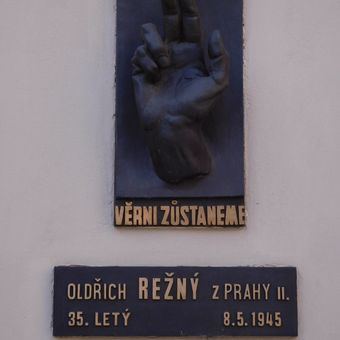 VĚRNI ZŮSTANEME
OLDŘICH REŽNÝ Z PRAHY II.
35. LETÝ 8.5.1945